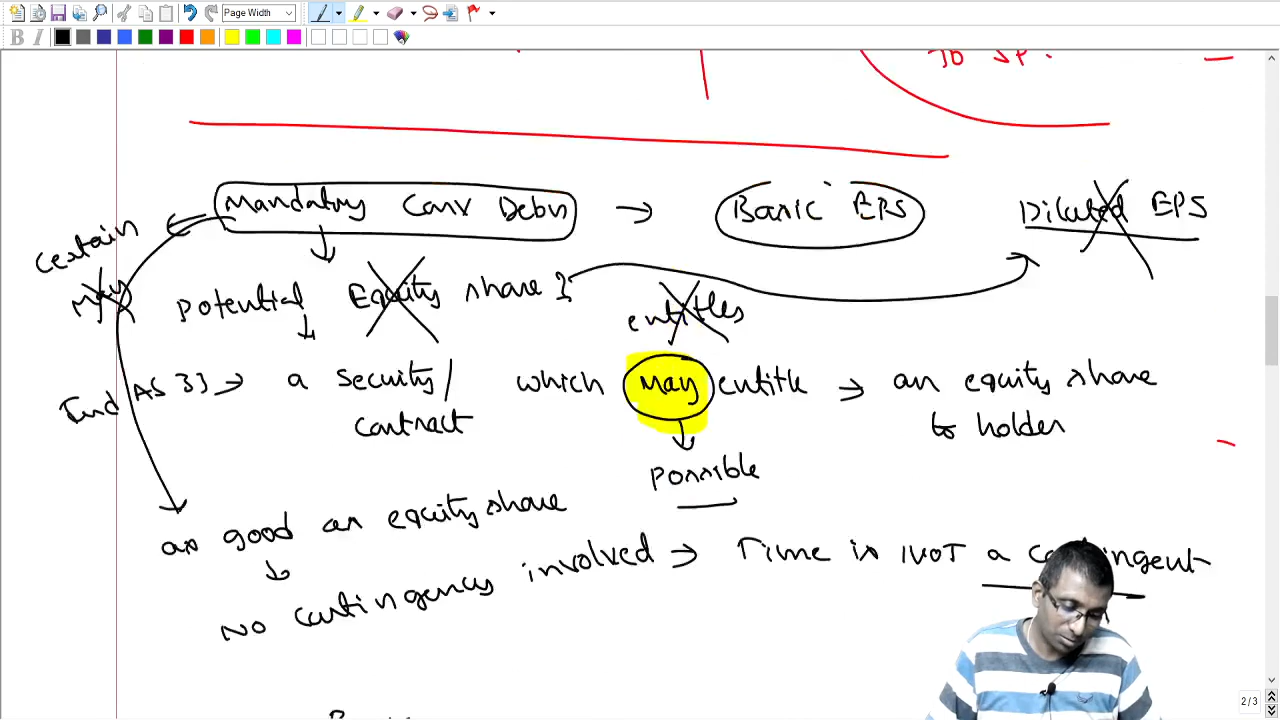 Page Width
B I
To SP.
Mandatory Conv Debn → Basic EPS Diluted EPS
certain
May
potential Equity share }
entitles
Ind AS 33 → a security/ which May entitle → an equity share
contract to holder
possible
as good as equity share
No contingency involved → Time is NOT a contingent
2/3